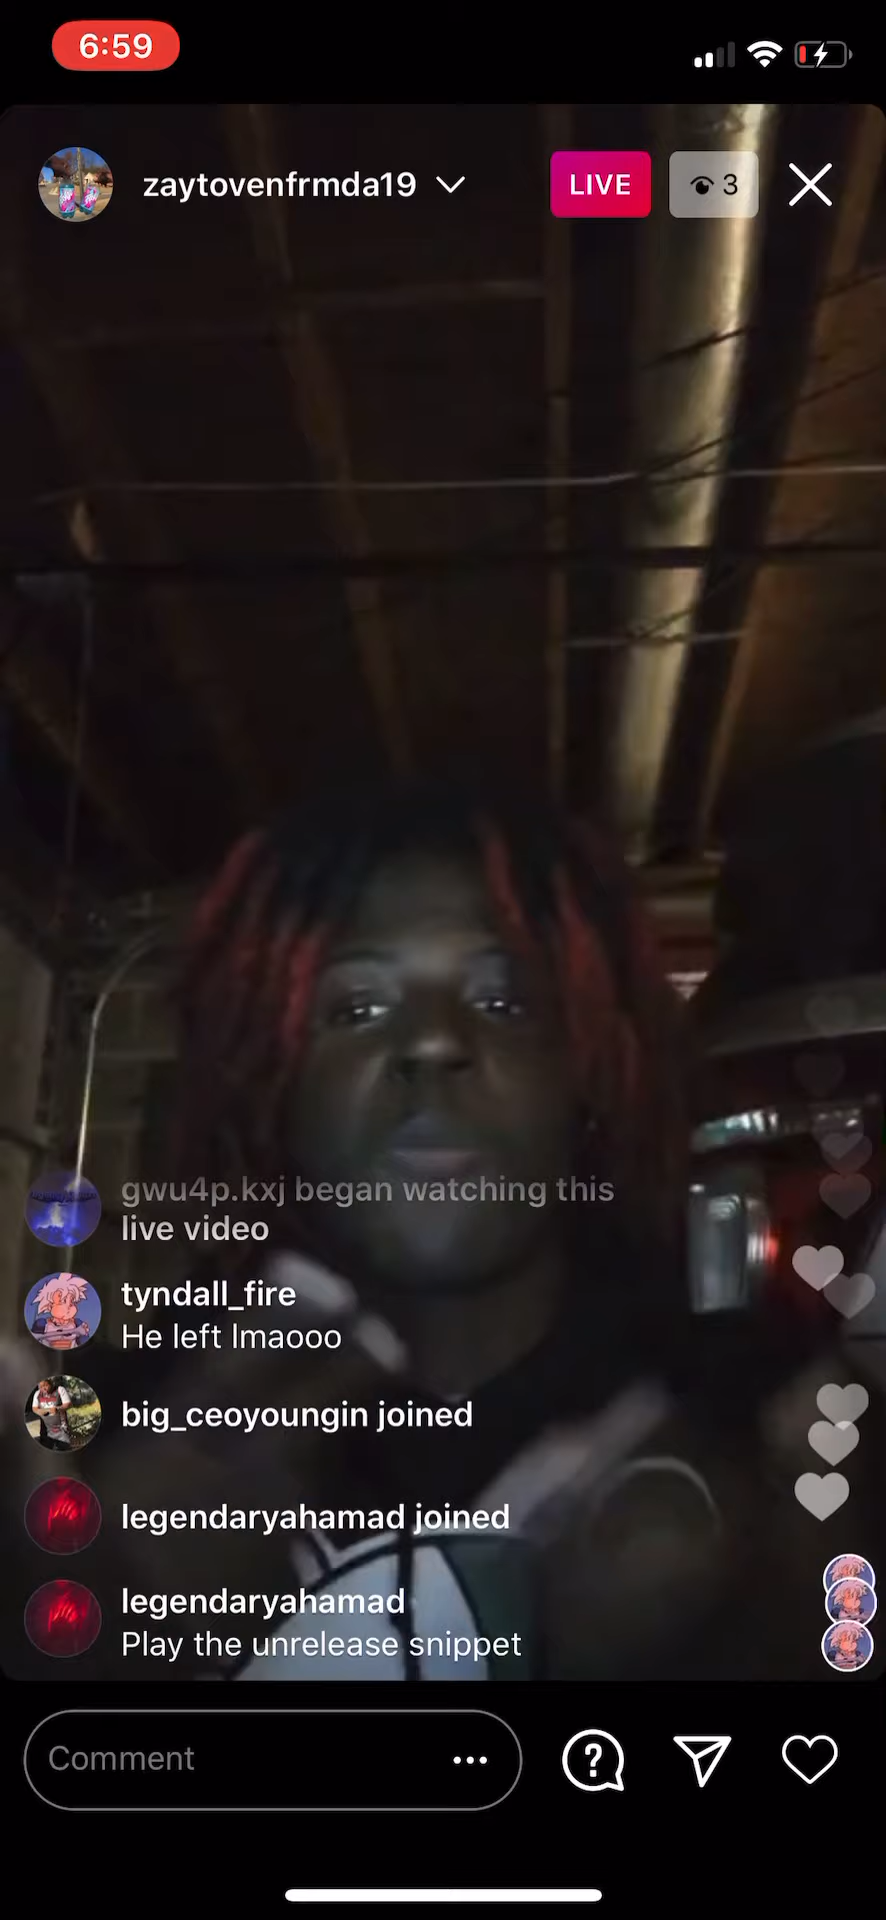 6:59
zaytovenfrmda19
LIVE
3
gwu4p.kxj began watching this
live video
tyndall_fire
He left lmaooo
big_ceoyoungin joined
legendaryahamad joined
legendaryahamad
Play the unrelease snippet
Comment